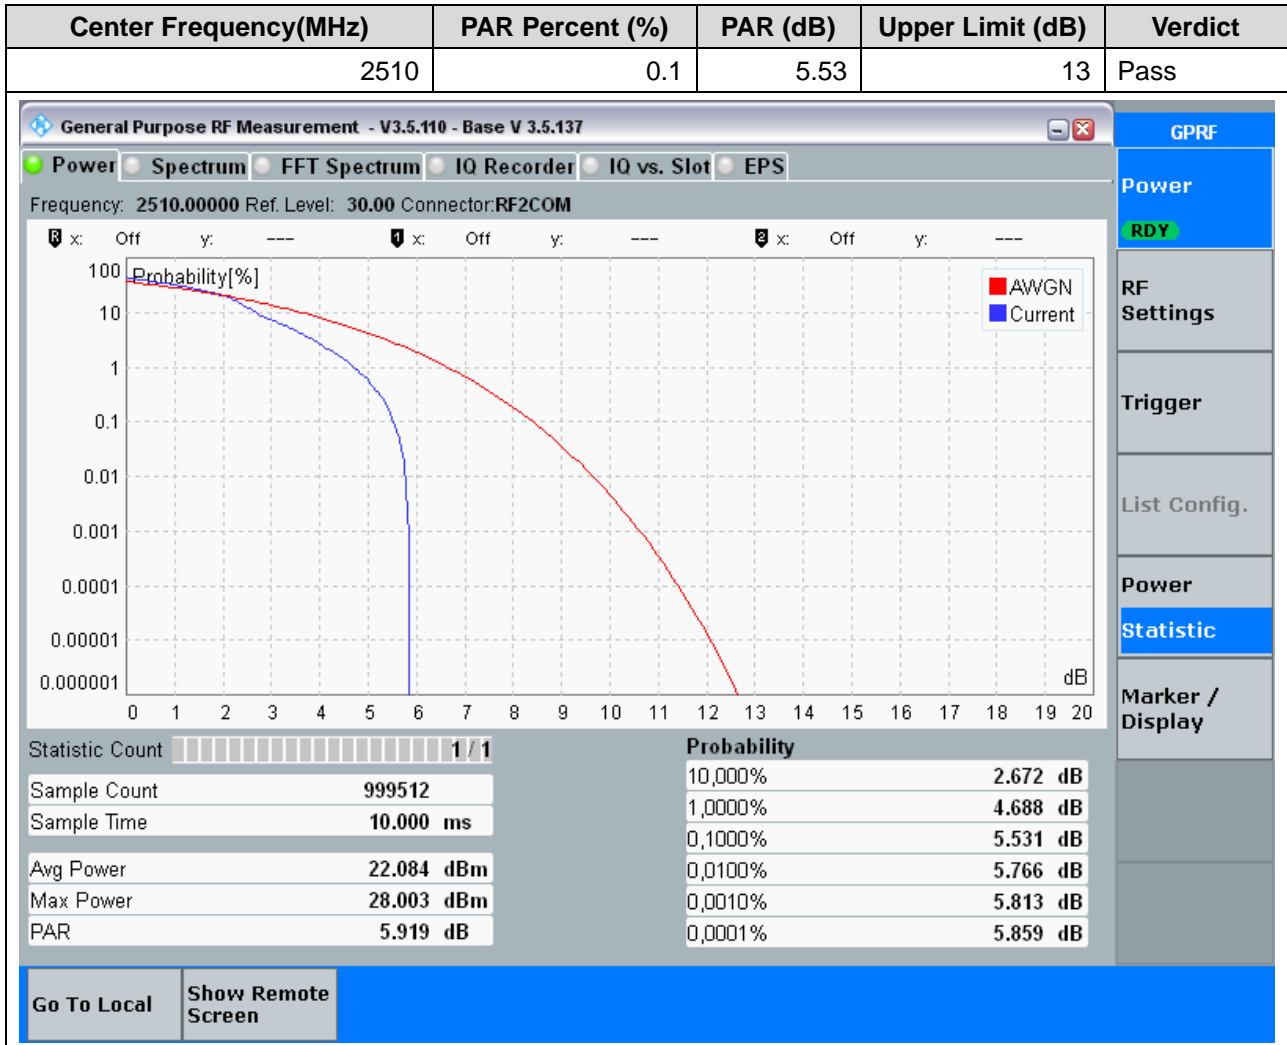 Center Frequency(MHz) PAR Percent (%) PAR (dB) Upper Limit (dB) Verdict
2510 0.1 5.53 13 Pass
General Purpose RF Measurement - V3.5.110 - Base V 3.5.137
GPRF
Power Spectrum FFT Spectrum IQ Recorder IQ vs. Slot EPS
Frequency: 2510.00000 Ref. Level: 30.00 Connector:RF2COM
R x: Off y: --- 1 x: Off y: --- 2 x: Off y: ---
Probability[%]
AWGN
Current
100
10
1
0.1
0.01
0.001
0.0001
0.00001
0.000001
dB
0 1 2 3 4 5 6 7 8 9 10 11 12 13 14 15 16 17 18 19 20
Statistic Count 1 / 1
Sample Count 999512
Sample Time 10.000 ms
Avg Power 22.084 dBm
Max Power 28.003 dBm
PAR 5.919 dB
Probability
10,000% 2.672 dB
1,0000% 4.688 dB
0,1000% 5.531 dB
0,0100% 5.766 dB
0,0010% 5.813 dB
0,0001% 5.859 dB
Power
RDY
RF
Settings
Trigger
List Config.
Power
Statistic
Marker /
Display
Go To Local
Show Remote
Screen